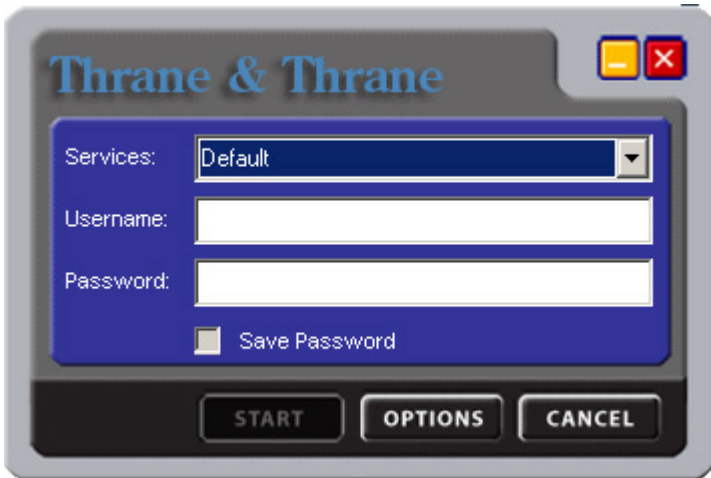 Thrane & Thrane
Services: Default
Username:
Password:
Save Password
START OPTIONS CANCEL